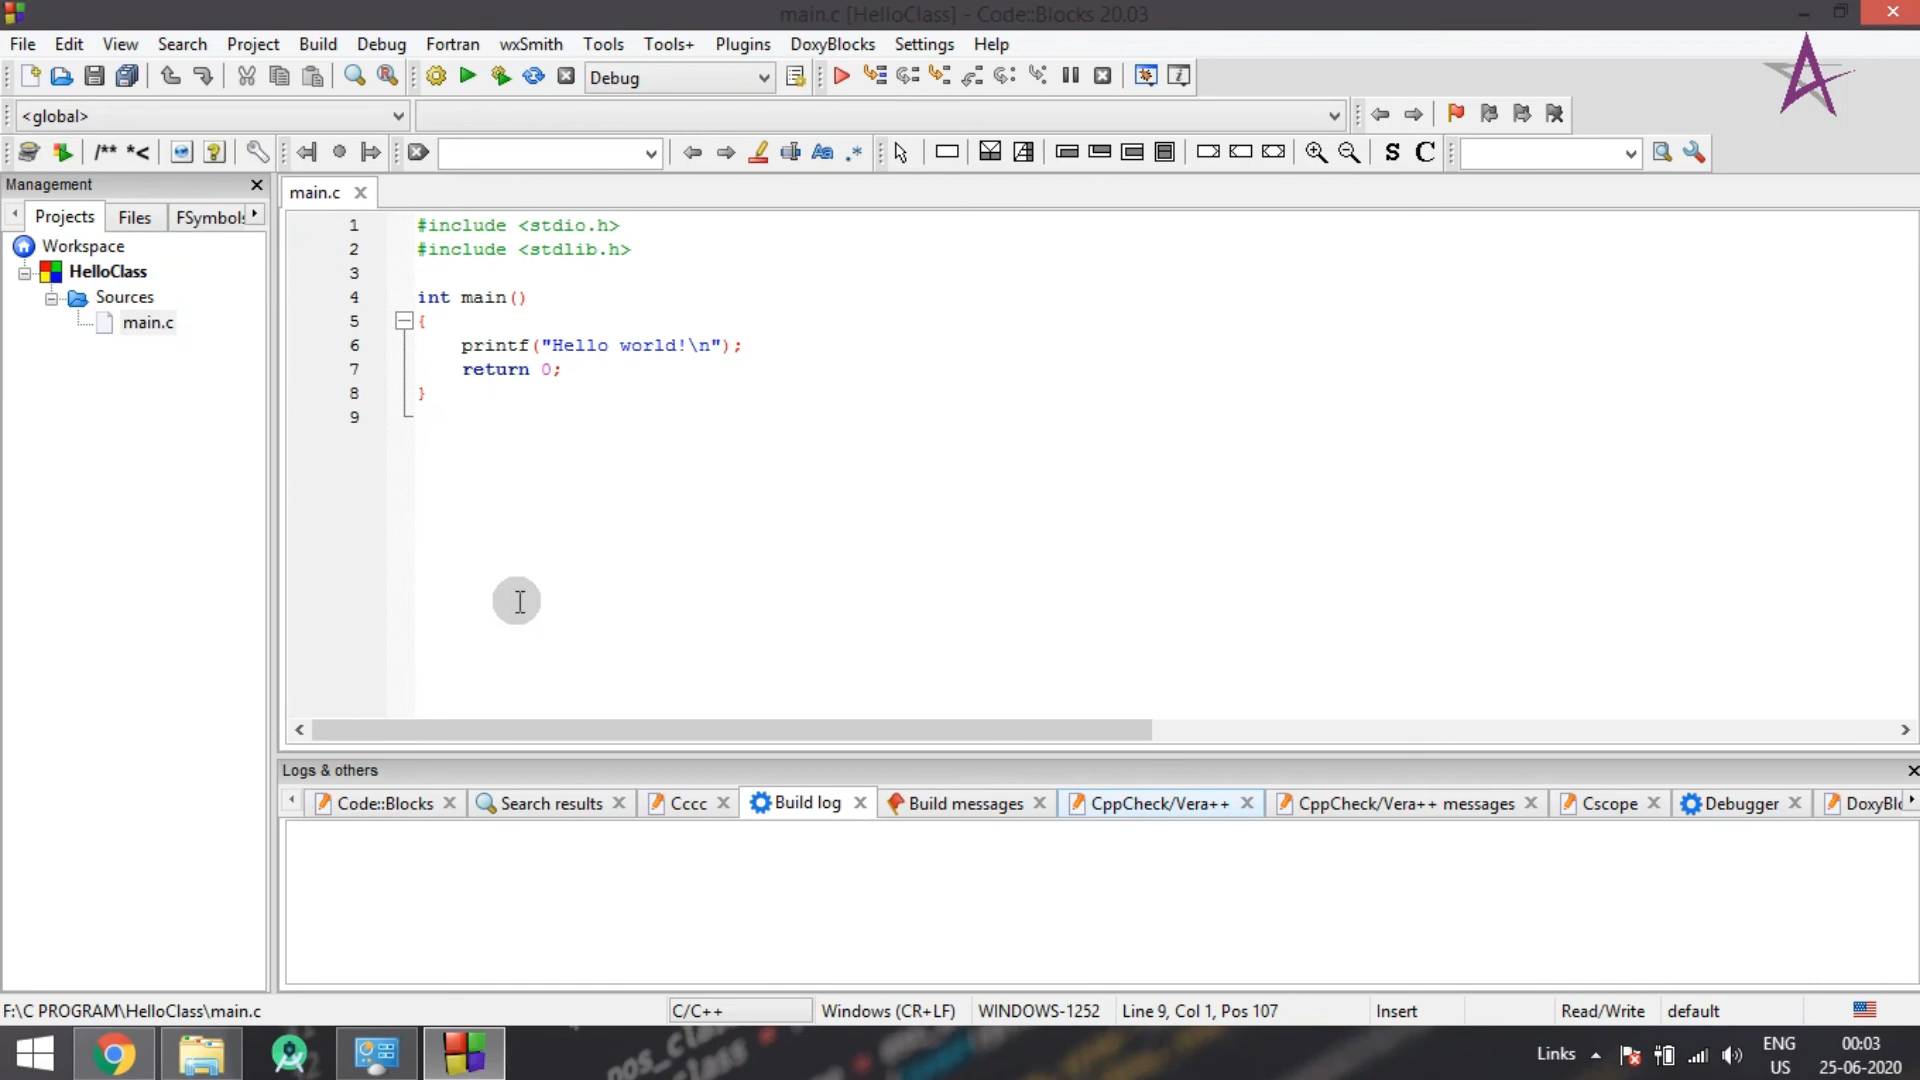 main.c [HelloClass] - Code::Blocks 20.03
File Edit View Search Project Build Debug Fortran wxSmith Tools Tools+ Plugins DoxyBlocks Settings Help
Debug
<global>
/** *<
Aa .*
S C
Management
Projects Files FSymbols
Workspace
HelloClass
Sources
main.c
main.c
1 #include <stdio.h>
2 #include <stdlib.h>
3
4 int main()
5 {
6 printf("Hello world!\n");
7 return 0;
8 }
9
Logs & others
Code::Blocks Search results Cccc Build log Build messages CppCheck/Vera++ CppCheck/Vera++ messages Cscope Debugger DoxyBlo
F:\C PROGRAM\HelloClass\main.c C/C++ Windows (CR+LF) WINDOWS-1252 Line 9, Col 1, Pos 107 Insert Read/Write default
Links ENG US 00:03 25-06-2020